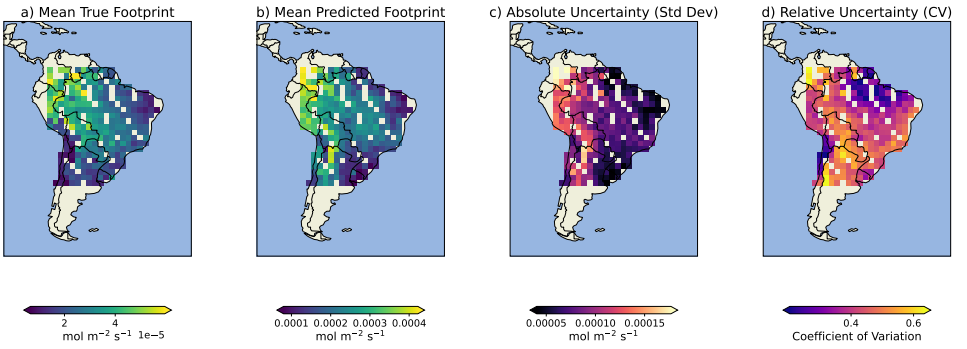 a) Mean True Footprint
b) Mean Predicted Footprint
c) Absolute Uncertainty (Std Dev)
d) Relative Uncertainty (CV)
2 4
mol m⁻² s⁻¹ 1e−5
0.0001 0.0002 0.0003 0.0004
mol m⁻² s⁻¹
0.00005 0.00010 0.00015
mol m⁻² s⁻¹
0.4 0.6
Coefficient of Variation